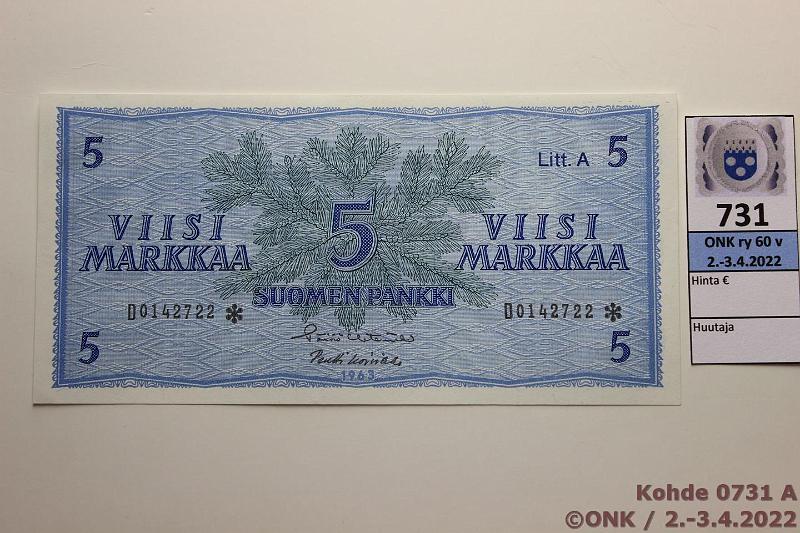 5
Litt. A 5
5
VIISI MARKKAA
VIISI MARKKAA
SUOMEN PANKKI
D0142722 *
D0142722 *
5
5
1963
731
ONK ry 60 v
2.-3.4.2022
Hinta €
Huutaja
Kohde 0731 A
©ONK / 2.-3.4.2022